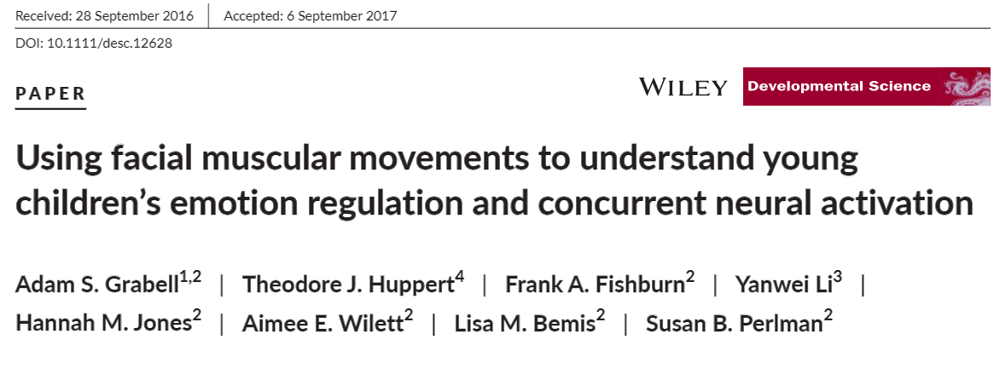 Received: 28 September 2016 | Accepted: 6 September 2017
DOI: 10.1111/desc.12628
PAPER
WILEY Developmental Science
Using facial muscular movements to understand young
children’s emotion regulation and concurrent neural activation
Adam S. Grabell1,2 | Theodore J. Huppert4 | Frank A. Fishburn2 | Yanwei Li3 |
Hannah M. Jones2 | Aimee E. Wilett2 | Lisa M. Bemis2 | Susan B. Perlman2